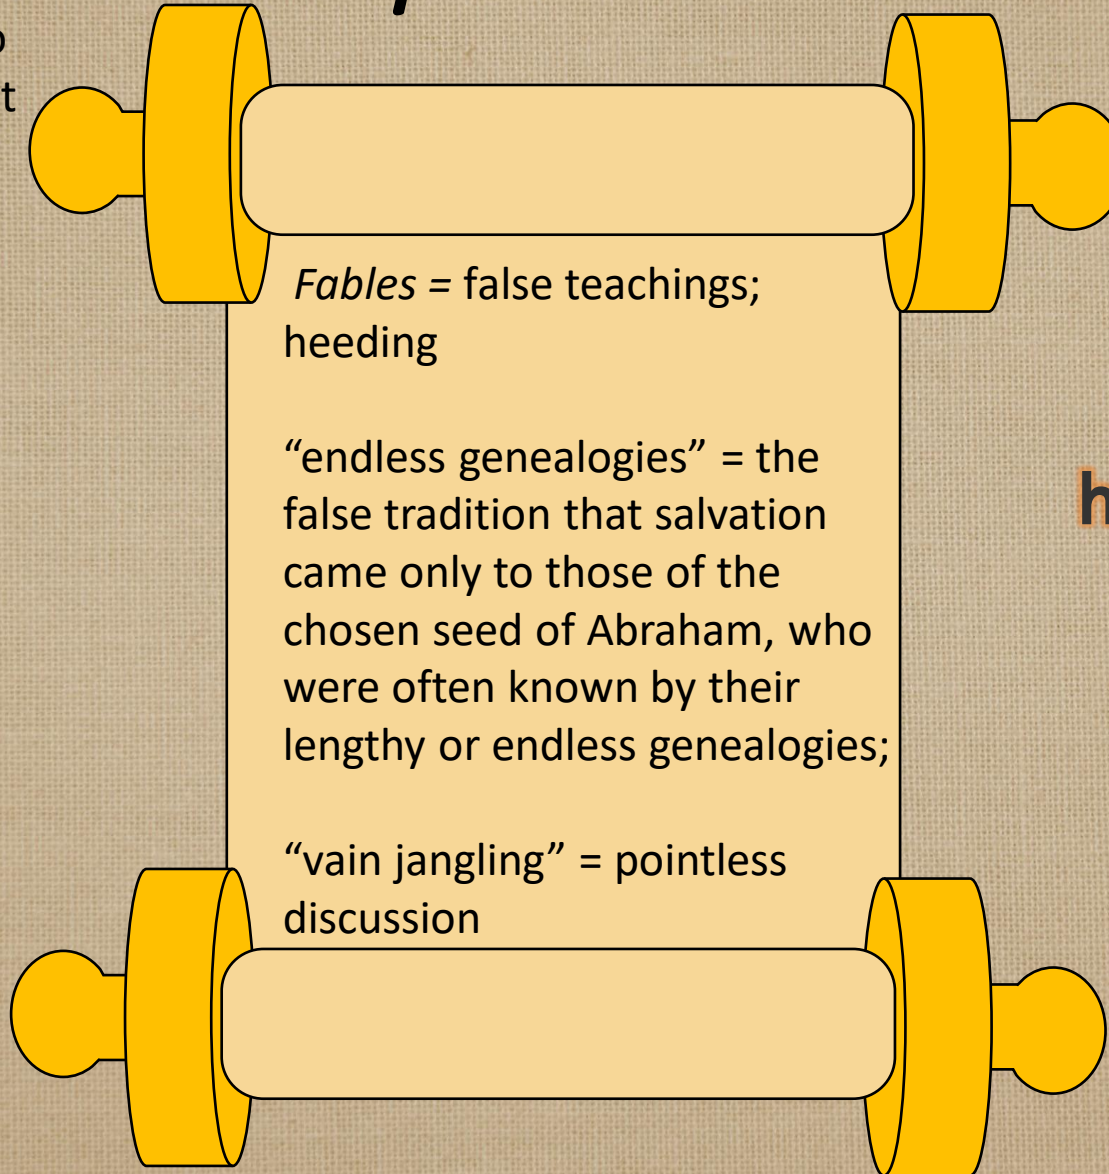 Fables = false teachings;
heeding
“endless genealogies” = the
false tradition that salvation
came only to those of the
chosen seed of Abraham, who
were often known by their
lengthy or endless genealogies;
“vain jangling” = pointless
discussion